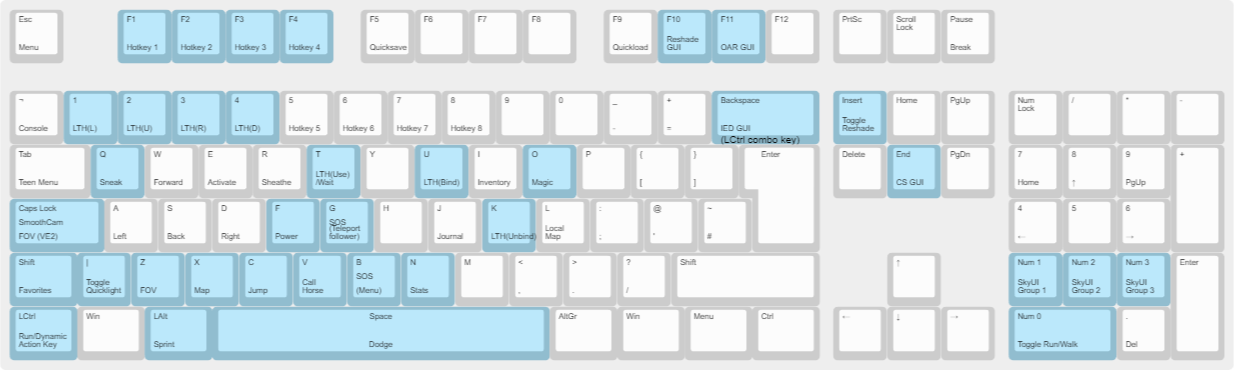 Esc
Menu
F1
Hotkey 1
F2
Hotkey 2
F3
Hotkey 3
F4
Hotkey 4
F5
Quicksave
F6
F7
F8
F9
Quickload
F10
Reshade
GUI
F11
OAR GUI
F12
PrtSc
Scroll
Lock
Pause
Break
¬
Console
1
LTH(L)
2
LTH(U)
3
LTH(R)
4
LTH(D)
5
Hotkey 5
6
Hotkey 6
7
Hotkey 7
8
Hotkey 8
9
0
_
-
+
=
Backspace
IED GUI
(LCtrl combo key)
Insert
Toggle
Reshade
Home
PgUp
Num
Lock
/
*
-
Tab
Teen Menu
Q
Sneak
W
Forward
E
Activate
R
Sheathe
T
LTH(Use)
/Wait
Y
U
LTH(Bind)
I
Inventory
O
Magic
P
{
[
}
]
Enter
Delete
End
CS GUI
PgDn
7
Home
8
↑
9
PgUp
+
Caps Lock
SmoothCam
FOV (VE2)
A
Left
S
Back
D
Right
F
Power
G
SOS
(Teleport
follower)
H
J
Journal
K
LTH(Unbind)
L
Local
Map
:
;
@
'
~
#
4
←
5
6
→
Shift
Favorites
|
Toggle
Quicklight
Z
FOV
X
Map
C
Jump
V
Call
Horse
B
SOS
(Menu)
N
Stats
M
<
,
>
.
?
/
Shift
↑
Num 1
SkyUI
Group 1
Num 2
SkyUI
Group 2
Num 3
SkyUI
Group 3
Enter
LCtrl
Run/Dynamic
Action Key
Win
LAlt
Sprint
Space
Dodge
AltGr
Win
Menu
Ctrl
←
↓
→
Num 0
Toggle Run/Walk
.
Del